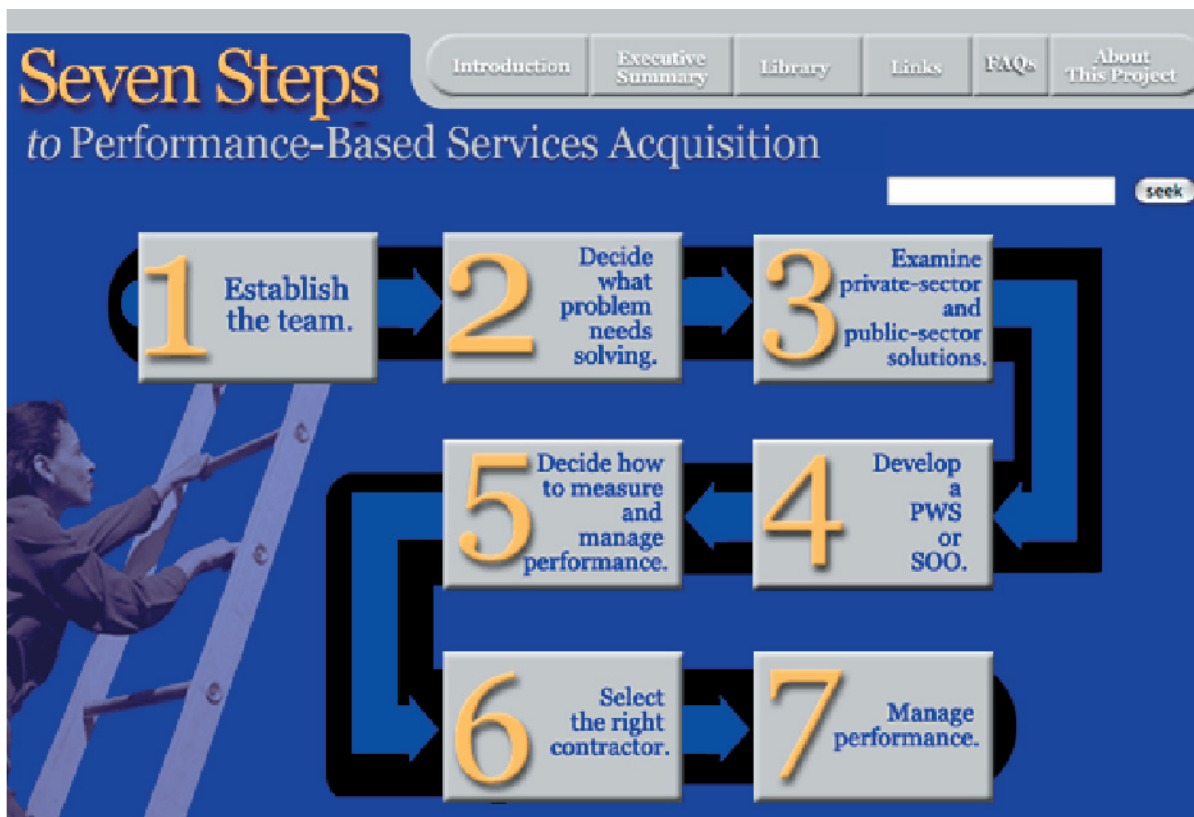 Seven Steps
to Performance-Based Services Acquisition
Introduction
Executive
Summary
Library
Links
FAQs
About
This Project
seek
1
Establish
the team.
2
Decide
what
problem
needs
solving.
3
Examine
private-sector
and
public-sector
solutions.
4
Develop
a
PWS
or
SOO.
5
Decide how
to measure
and
manage
performance.
6
Select
the right
contractor.
7
Manage
performance.